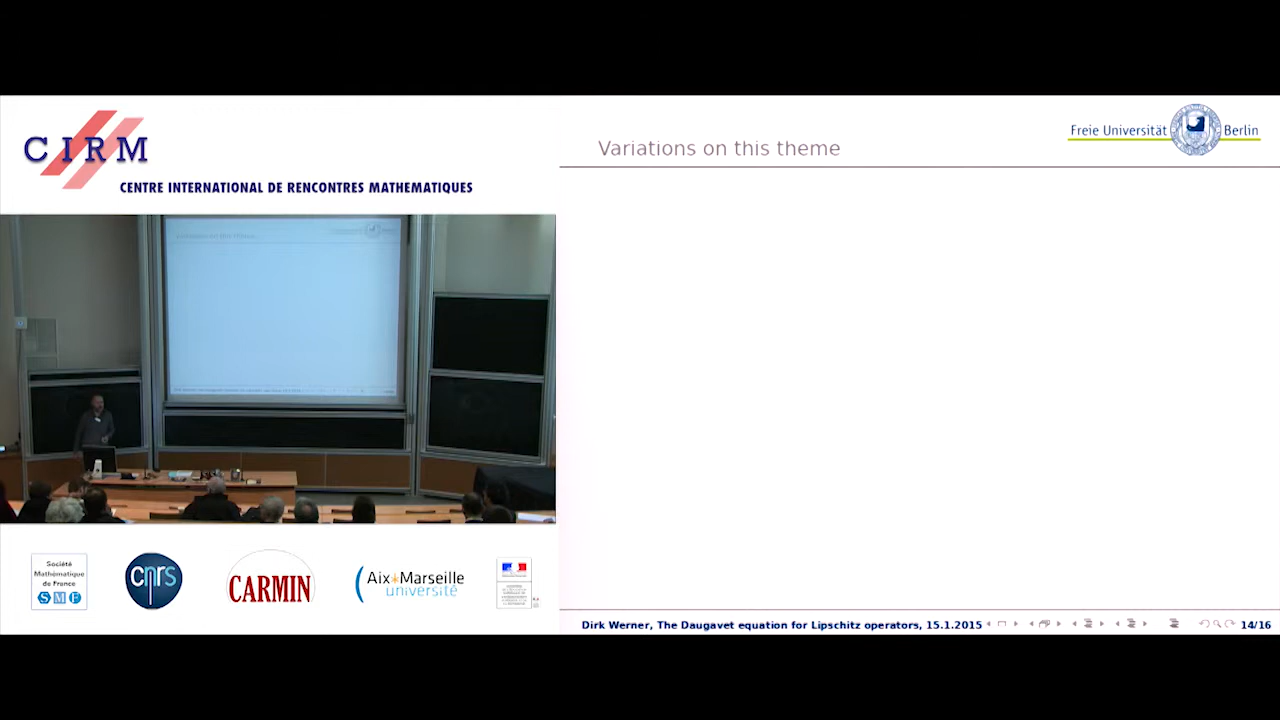 CIRM
CENTRE INTERNATIONAL DE RENCONTRES MATHEMATIQUES
Freie Universität Berlin
Variations on this theme
Société
Mathématique
de France
SMF
cnrs
CARMIN
Aix*Marseille
université
Dirk Werner, The Daugavet equation for Lipschitz operators, 15.1.2015
14/16